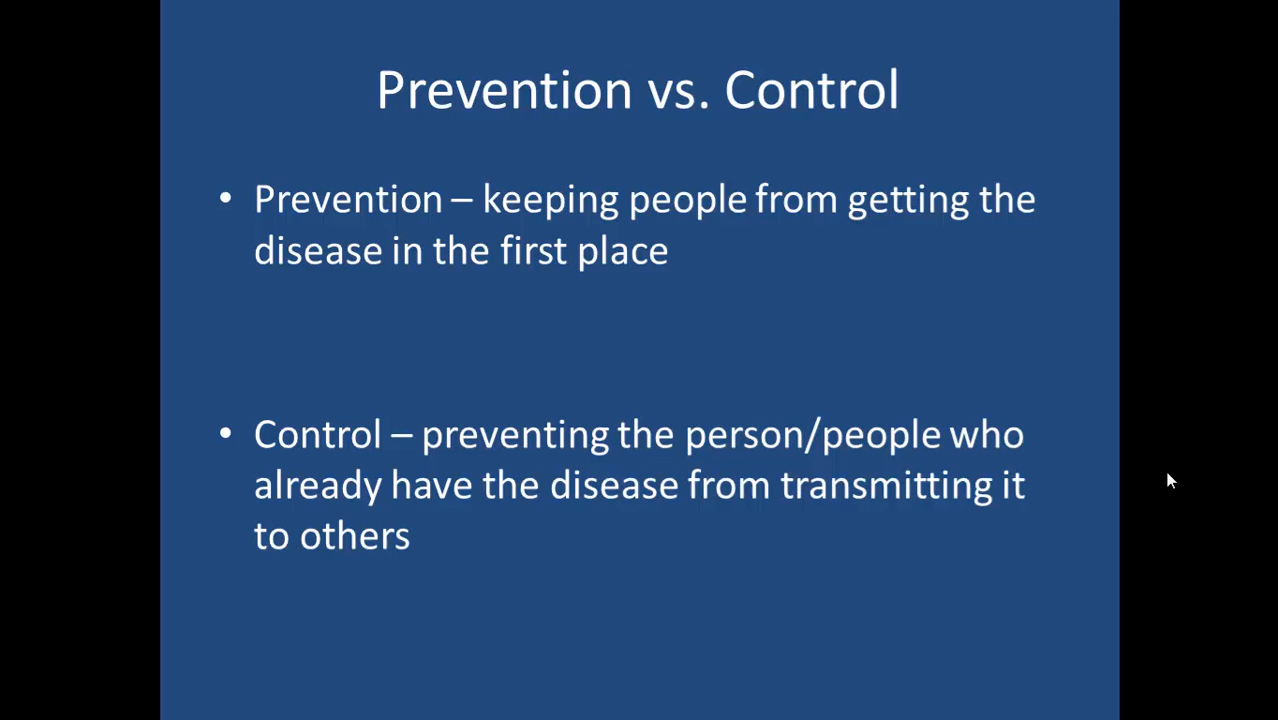 Prevention vs. Control
• Prevention – keeping people from getting the
disease in the first place
• Control – preventing the person/people who
already have the disease from transmitting it
to others